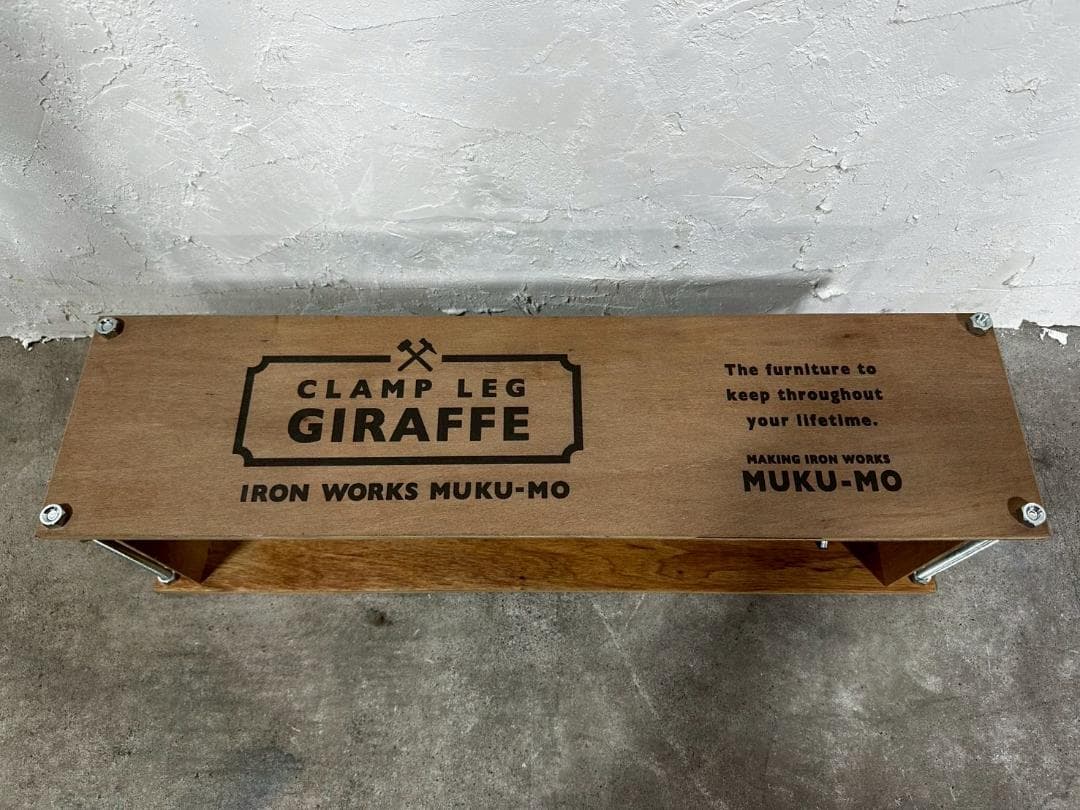 CLAMP LEG
GIRAFFE
IRON WORKS MUKU-MO
The furniture to
keep throughout
your lifetime.
MAKING IRON WORKS
MUKU-MO